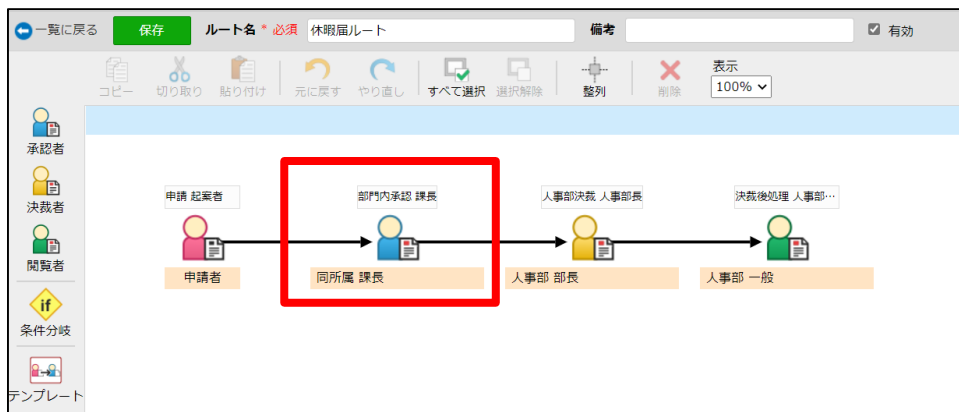 一覧に戻る 保存 ルート名 * 必須 休暇届ルート 備考 有効
コピー 切り取り 貼り付け 元に戻す やり直し すべて選択 選択解除 整列 削除 表示
100%
承認者
決裁者
閲覧者
if
条件分岐
テンプレート
申請 起案者 部門内承認 課長 人事部決裁 人事部長 決裁後処理 人事部…
申請者 同所属 課長 人事部 部長 人事部 一般